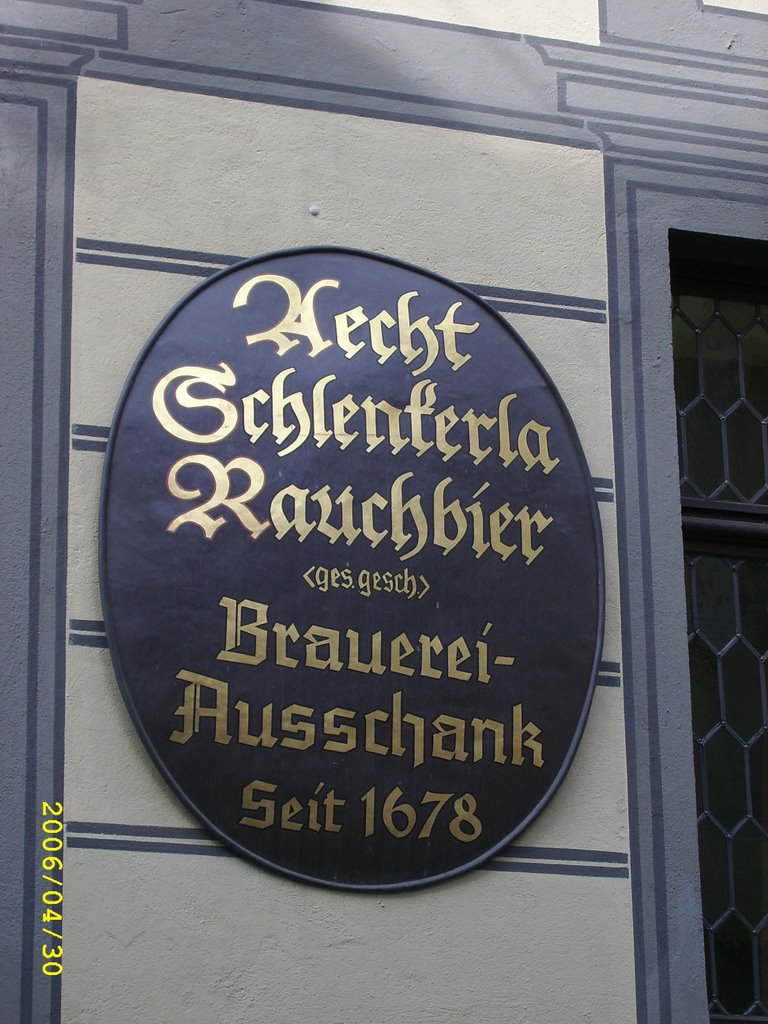 Aecht
Schlenkerla
Rauchbier
<ges. gesch.>
Brauerei-
Ausschank
Seit 1678
2006/04/30